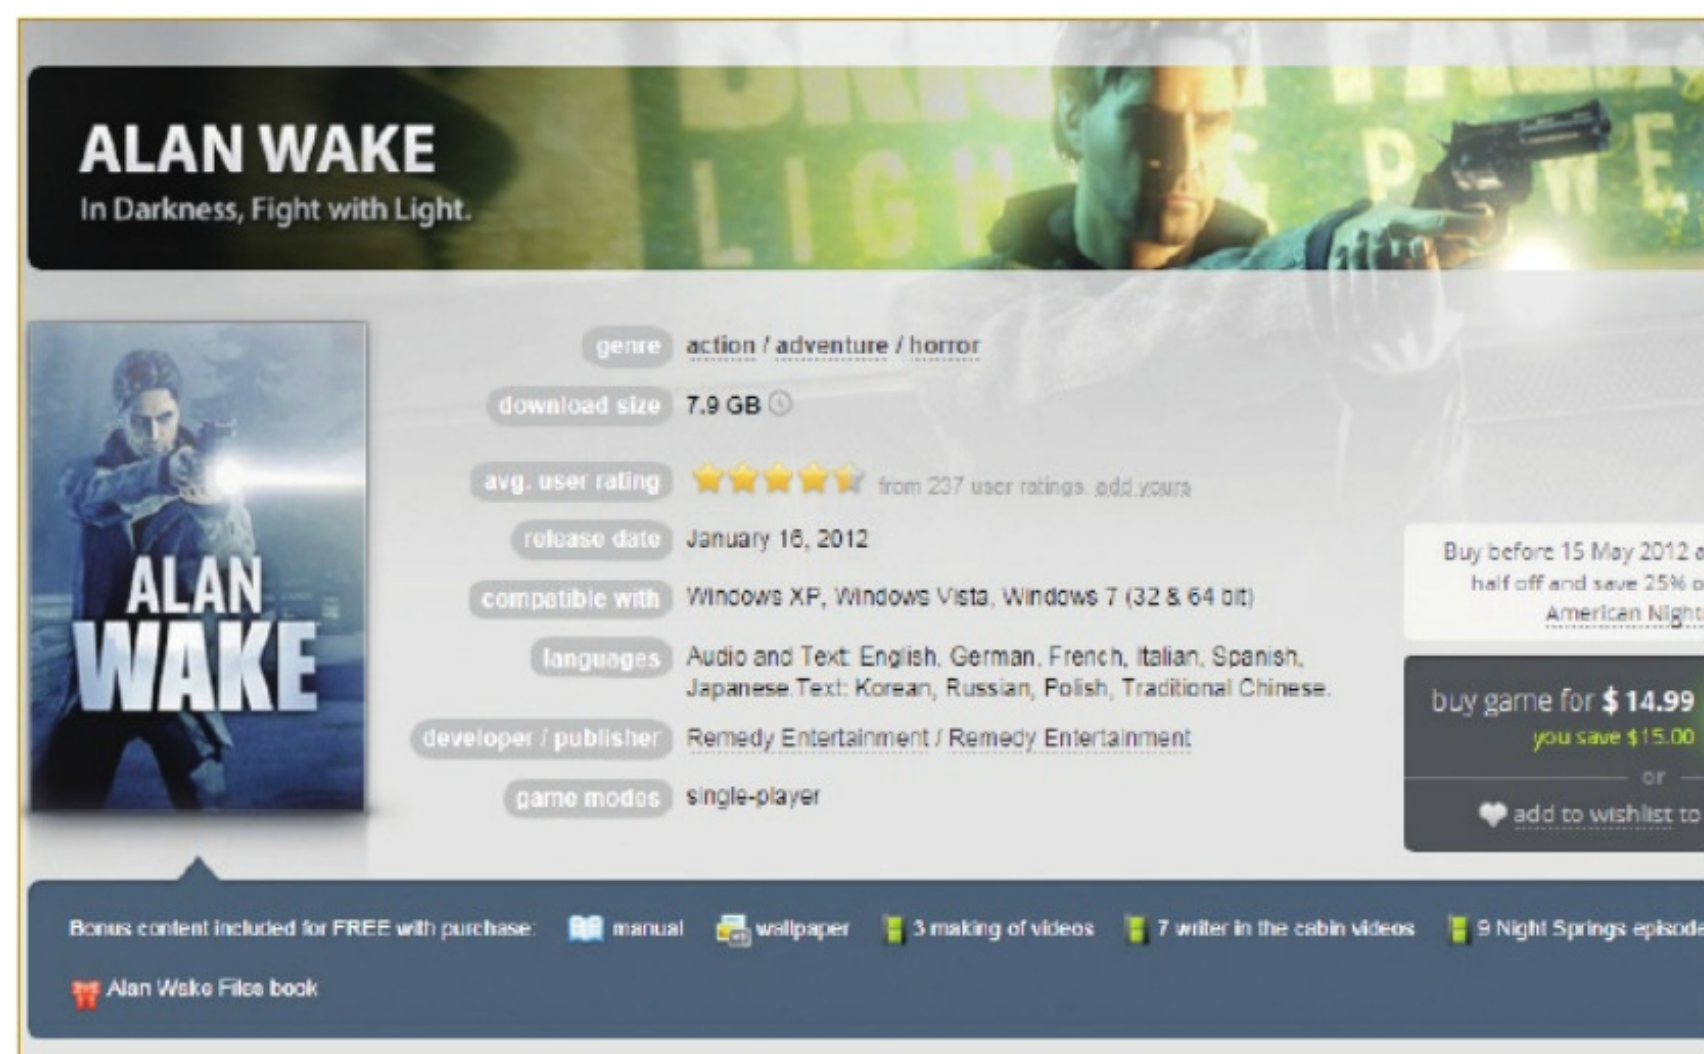 ALAN WAKE
In Darkness, Fight with Light.
genre action / adventure / horror
download size 7.9 GB
avg. user rating from 237 user ratings. add yours
release date January 16, 2012
compatible with Windows XP, Windows Vista, Windows 7 (32 & 64 bit)
languages Audio and Text: English, German, French, Italian, Spanish,
Japanese.Text: Korean, Russian, Polish, Traditional Chinese.
developer / publisher Remedy Entertainment / Remedy Entertainment
game modes single-player
ALAN
WAKE
Buy before 15 May 2012 a
half off and save 25% o
American Night
buy game for $ 14.99
you save $15.00
or
add to wishlist to
Bonus content included for FREE with purchase: manual wallpaper 3 making of videos 7 writer in the cabin videos 9 Night Springs episode
Alan Wake Files book